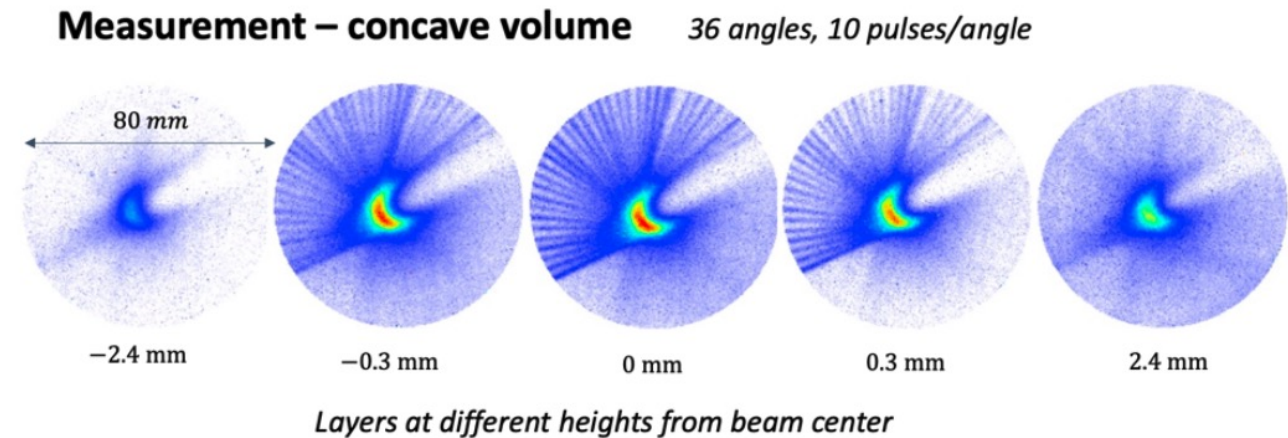 Measurement – concave volume 36 angles, 10 pulses/angle
80 mm
−2.4 mm
−0.3 mm
0 mm
0.3 mm
2.4 mm
Layers at different heights from beam center